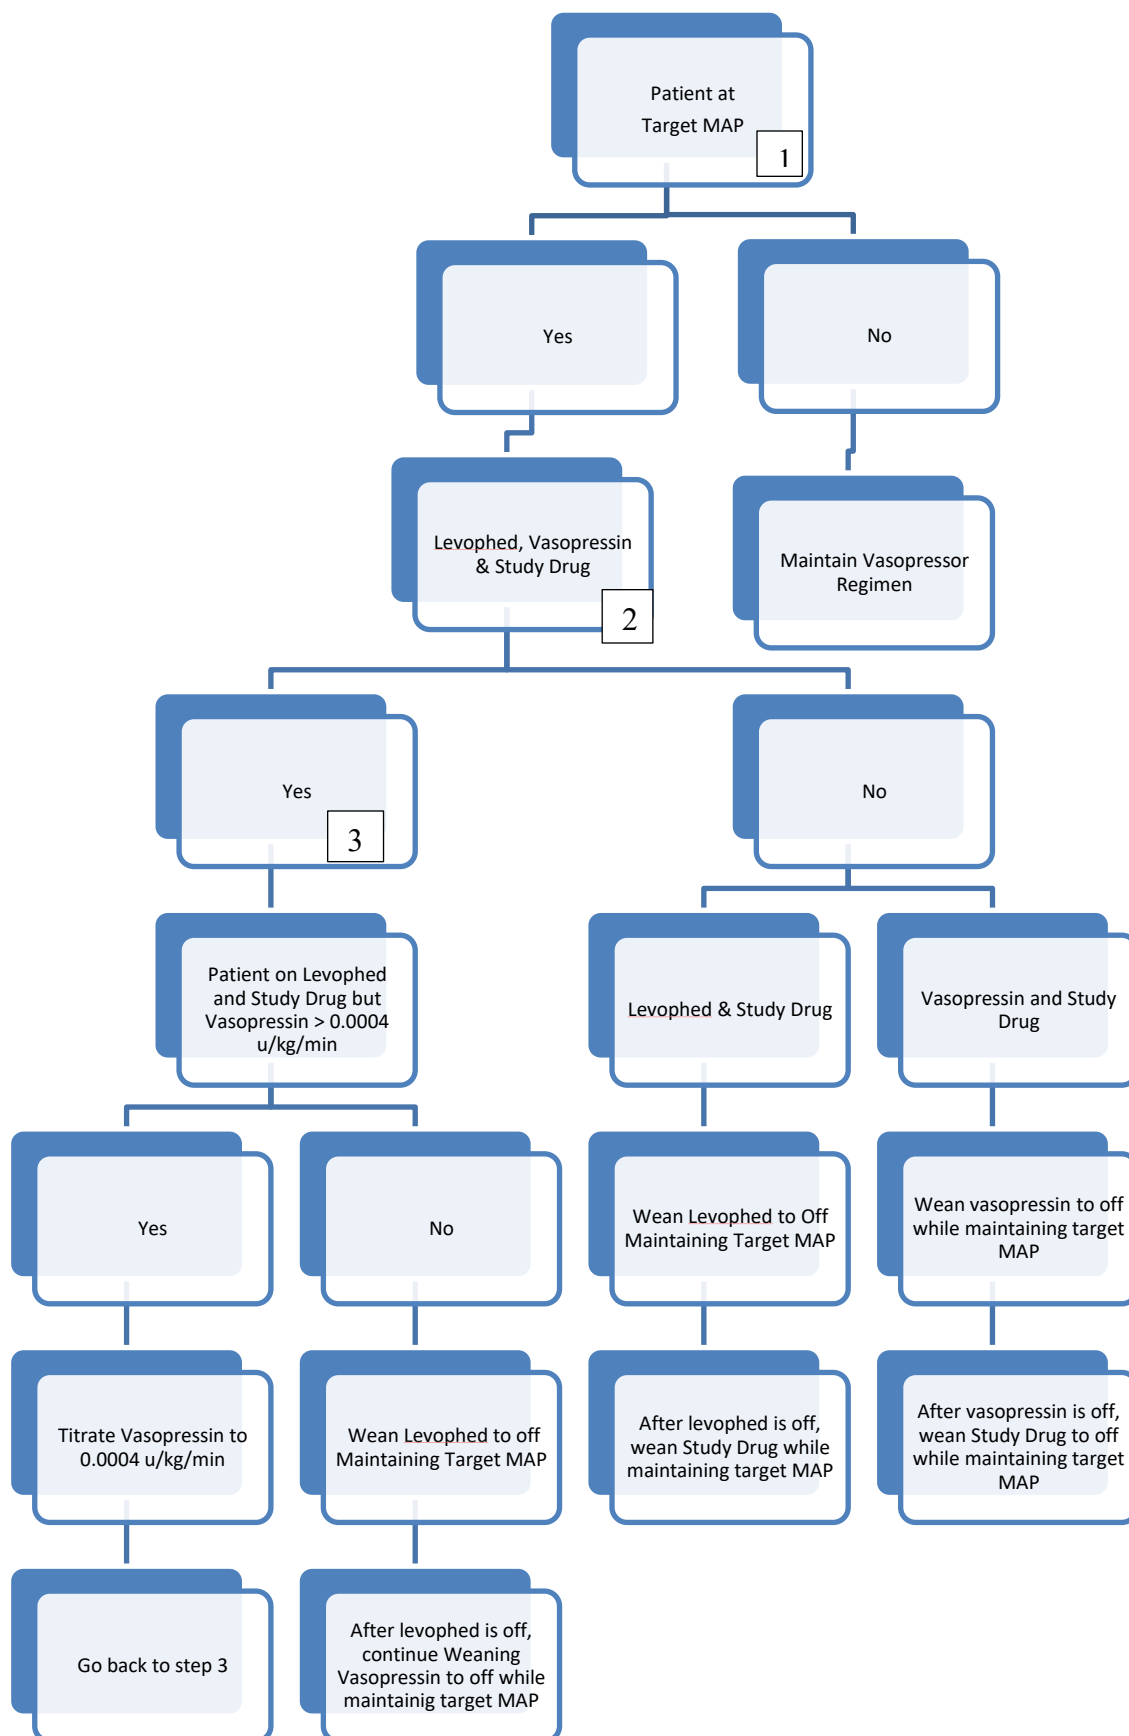 Patient at
Target MAP
1
Yes
No
Levophed, Vasopressin
& Study Drug
2
Maintain Vasopressor
Regimen
Yes
3
No
Patient on Levophed
and Study Drug but
Vasopressin > 0.0004
u/kg/min
Levophed & Study Drug
Vasopressin and Study
Drug
Yes
No
Wean Levophed to Off
Maintaining Target MAP
Wean vasopressin to off
while maintaining target
MAP
Titrate Vasopressin to
0.0004 u/kg/min
Wean Levophed to off
Maintaining Target MAP
After levophed is off,
wean Study Drug while
maintaining target MAP
After vasopressin is off,
wean Study Drug to off
while maintaining target
MAP
Go back to step 3
After levophed is off,
continue Weaning
Vasopressin to off while
maintainig target MAP